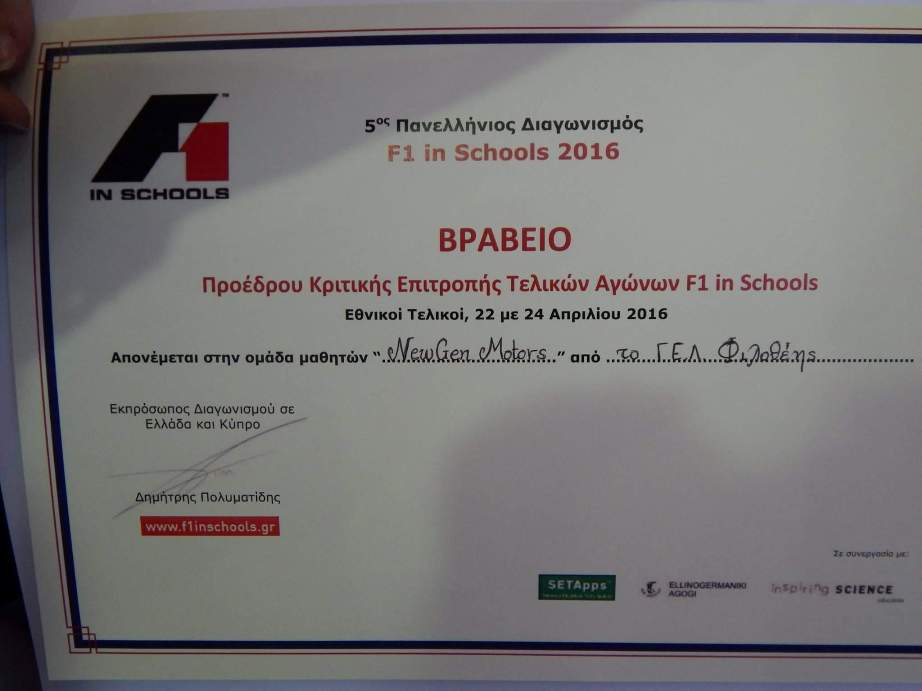 F1
IN SCHOOLS
™
5ος Πανελλήνιος Διαγωνισμός
F1 in Schools 2016
ΒΡΑΒΕΙΟ
Προέδρου Κριτικής Επιτροπής Τελικών Αγώνων F1 in Schools
Εθνικοί Τελικοί, 22 με 24 Απριλίου 2016
Απονέμεται στην ομάδα μαθητών “NewGen Motors” από το Γ.Ε.Λ. Φιλοθέης
Εκπρόσωπος Διαγωνισμού σε
Ελλάδα και Κύπρο
Δημήτρης Πολυματίδης
www.f1inschools.gr
Σε συνεργασία με:
SETApps
ELLINOGERMANIKI
AGOGI
inspiring SCIENCE